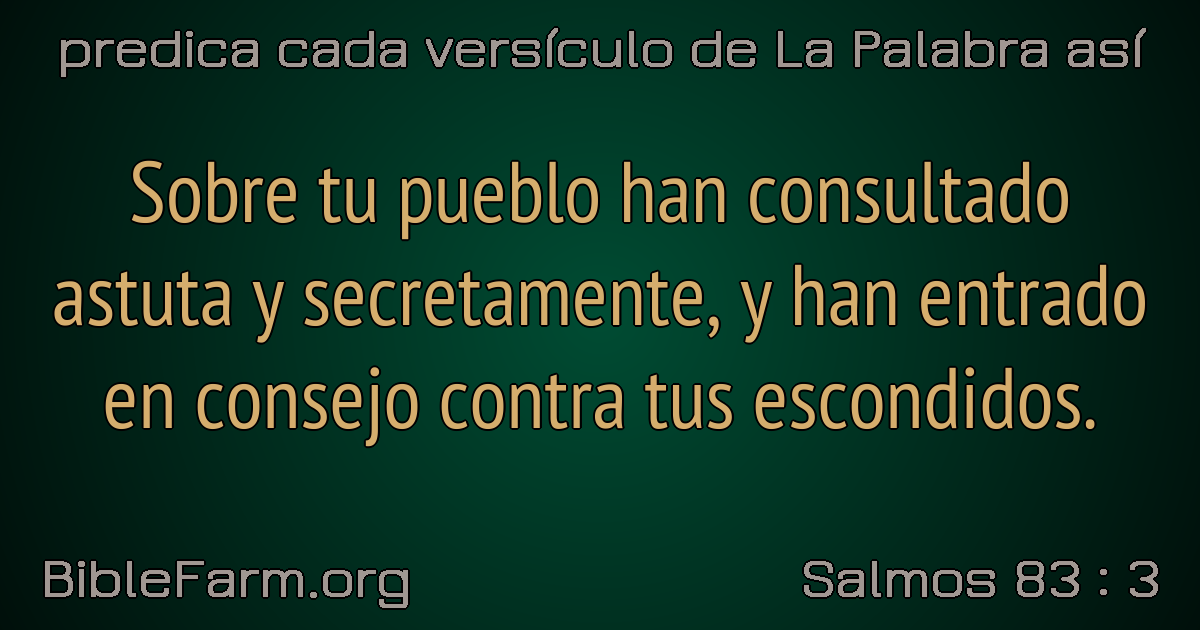 predica cada versículo de La Palabra así
Sobre tu pueblo han consultado
astuta y secretamente, y han entrado
en consejo contra tus escondidos.
BibleFarm.org
Salmos 83 : 3